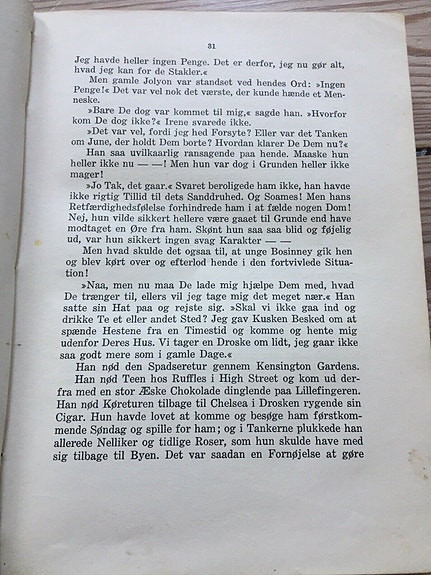 31
Jeg havde heller ingen Penge. Det er derfor, jeg nu gør alt,
hvad jeg kan for de Stakler.«
Men gamle Jolyon var standset ved hendes Ord: »Ingen
Penge!« Det var vel nok det værste, der kunde hænde et Men-
neske.
»Bare De dog var kommet til mig,« sagde han. »Hvorfor
kom De dog ikke?« Irene svarede ikke.
»Det var vel, fordi jeg hed Forsyte? Eller var det Tanken
om June, der holdt Dem borte? Hvordan klarer De Dem nu?«
Han saa uvilkaarlig ransagende paa hende. Maaske hun
heller ikke nu — —! Men hun var dog i Grunden heller ikke
mager!
»Jo Tak, det gaar.« Svaret beroligede ham ikke, han havde
ikke rigtig Tillid til dets Sanddruhed. Og Soames! Men hans
Retfærdighedsfølelse forhindrede ham i at fælde nogen Dom!
Nej, hun vilde sikkert hellere være gaaet til Grunde end have
modtaget en Øre fra ham. Skønt hun saa saa blid og føjelig
ud, var hun sikkert ingen svag Karakter — —
Men hvad skulde det ogsaa til, at unge Bosinney gik hen
og blev kørt over og efterlod hende i den fortvivlede Situa-
tion!
»Naa, men nu maa De lade mig hjælpe Dem med, hvad
De trænger til, ellers vil jeg tage mig det meget nær.« Han
satte sin Hat paa og rejste sig. »Skal vi ikke gaa ind og
drikke Te et eller andet Sted? Jeg gav Kusken Besked om at
spænde Hestene fra en Timestid og komme og hente mig
udenfor Deres Hus. Vi tager en Droske om lidt, jeg gaar ikke
saa godt mere som i gamle Dage.«
Han nød den Spadseretur gennem Kensington Gardens.
Han nød Teen hos Ruffles i High Street og kom ud der-
fra med en stor Æske Chokolade dinglende paa Lillefingeren.
Han nød Køreturen tilbage til Chelsea i Drosken rygende sin
Cigar. Hun havde lovet at komme og besøge ham førstkom-
mende Søndag og spille for ham; og i Tankerne plukkede han
allerede Nelliker og tidlige Roser, som hun skulde have med
sig tilbage til Byen. Det var saadan en Fornøjelse at gøre